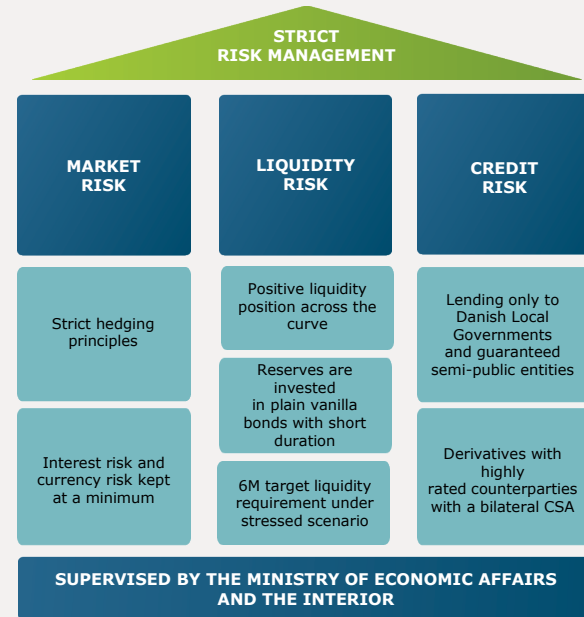 STRICT
RISK MANAGEMENT
MARKET
RISK
LIQUIDITY
RISK
CREDIT
RISK
Strict hedging
principles
Interest risk and
currency risk kept
at a minimum
Positive liquidity
position across the
curve
Reserves are
invested
in plain vanilla
bonds with short
duration
6M target liquidity
requirement under
stressed scenario
Lending only to
Danish Local
Governments
and guaranteed
semi-public entities
Derivatives with
highly
rated counterparties
with a bilateral CSA
SUPERVISED BY THE MINISTRY OF ECONOMIC AFFAIRS
AND THE INTERIOR